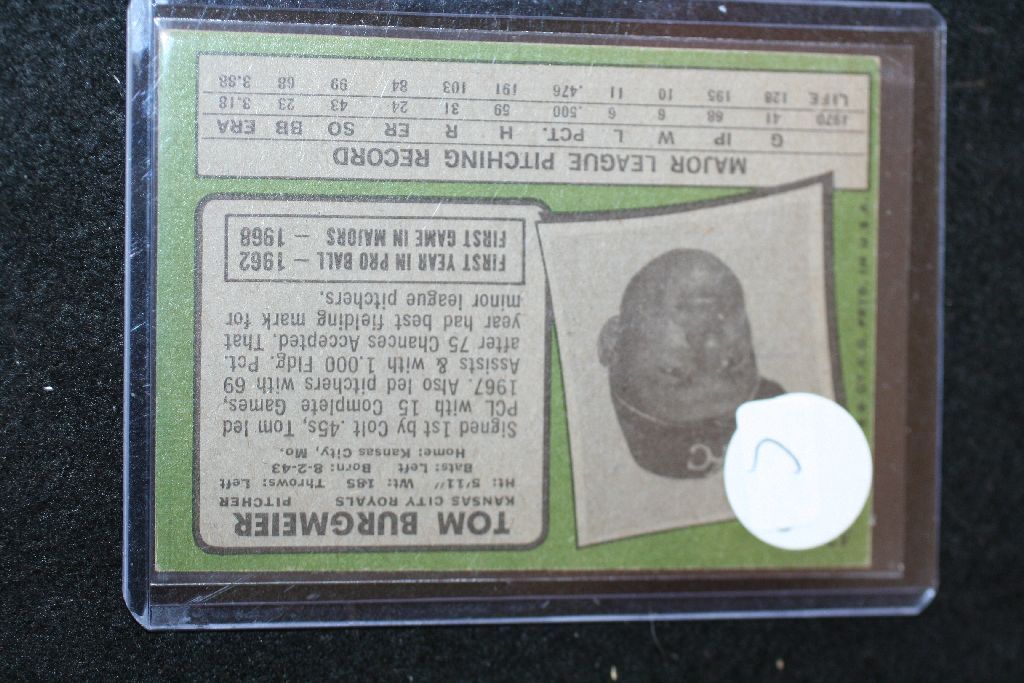 TOM BURGMEIER
KANSAS CITY ROYALS PITCHER
Ht: 5'11" Wt: 185 Throws: Left
Bats: Left Born: 8-2-43
Home: Kansas City, Mo.
Signed 1st by Colt .45s, Tom led
PCL with 15 Complete Games,
1967. Also led pitchers with 69
Assists & with 1.000 Fldg. Pct.
after 75 Chances Accepted. That
year had best fielding mark for
minor league pitchers.
FIRST YEAR IN PRO BALL — 1962
FIRST GAME IN MAJORS — 1968
KC
MAJOR LEAGUE PITCHING RECORD
G IP W L PCT. H R ER SO BB ERA
1970 41 68 6 6 .500 59 31 24 43 23 3.18
LIFE 128 195 10 11 .476 191 103 84 99 68 3.88
PRTD. IN U.S.A.